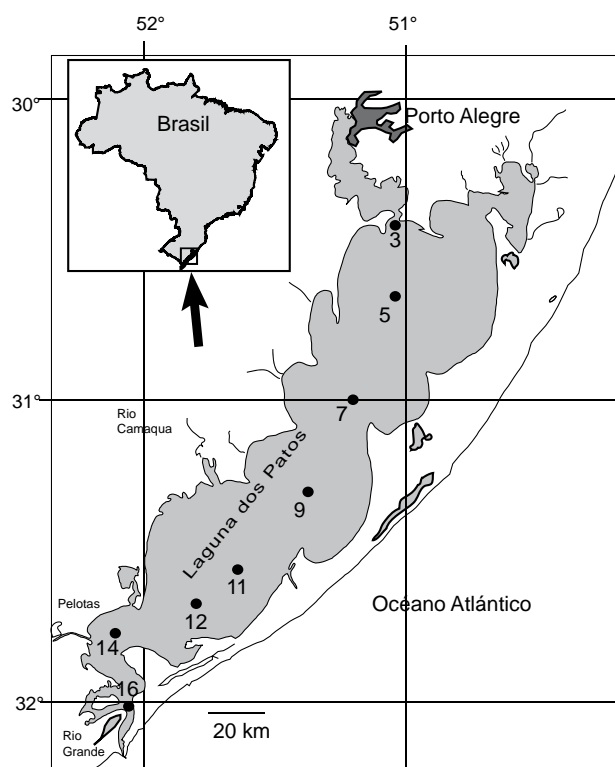 52°
51°
30°
Brasil
Porto Alegre
3
5
31°
7
Rio
Camaqua
Laguna dos Patos
9
11
Océano Atlántico
Pelotas
12
14
16
32°
20 km
Rio
Grande